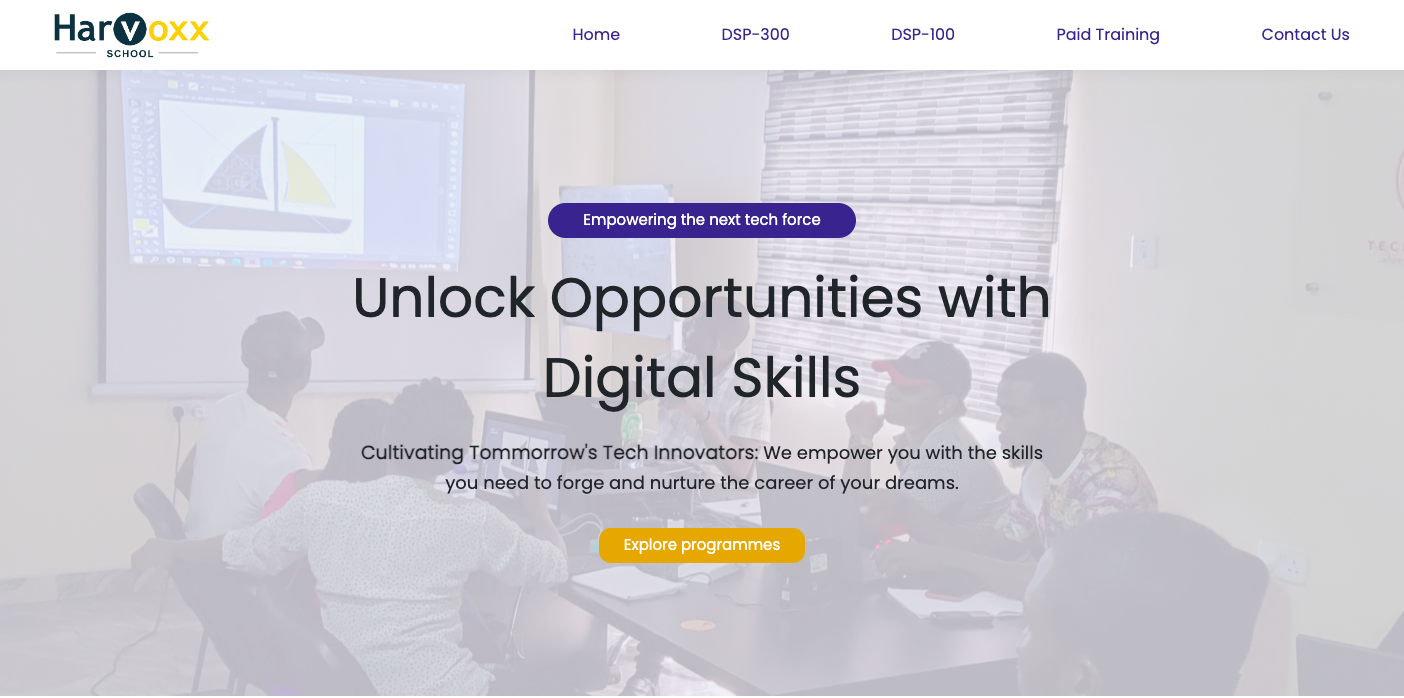 Harvoxx
SCHOOL
Home
DSP-300
DSP-100
Paid Training
Contact Us
Empowering the next tech force
Unlock Opportunities with
Digital Skills
Cultivating Tommorrow's Tech Innovators: We empower you with the skills
you need to forge and nurture the career of your dreams.
Explore programmes
TEC